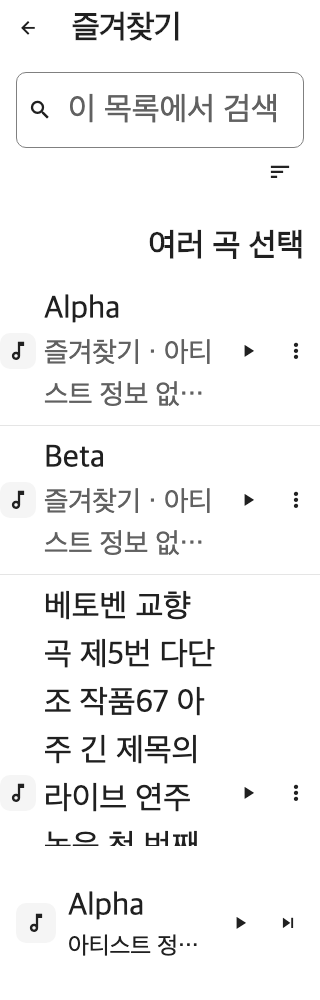 즐겨찾기
이 목록에서 검색
여러 곡 선택
Alpha
즐겨찾기 · 아티
스트 정보 없···
Beta
즐겨찾기 · 아티
스트 정보 없···
베토벤 교향
곡 제5번 다단
조 작품67 아
주 긴 제목의
라이브 연주
Alpha
아티스트 정···